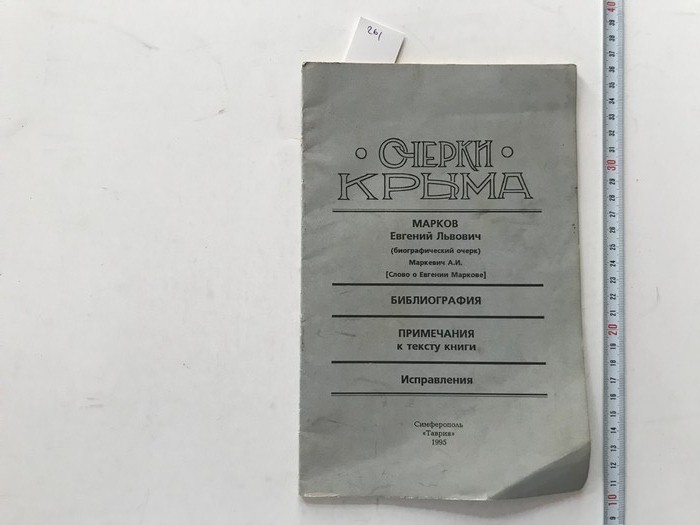 261
ОЧЕРКИ
КРЫМА
МАРКОВ
Евгений Львович
(биографический очерк)
Маркевич А.И.
[Слово о Евгении Маркове]
БИБЛИОГРАФИЯ
ПРИМЕЧАНИЯ
к тексту книги
Исправления
Симферополь
«Таврия»
1995